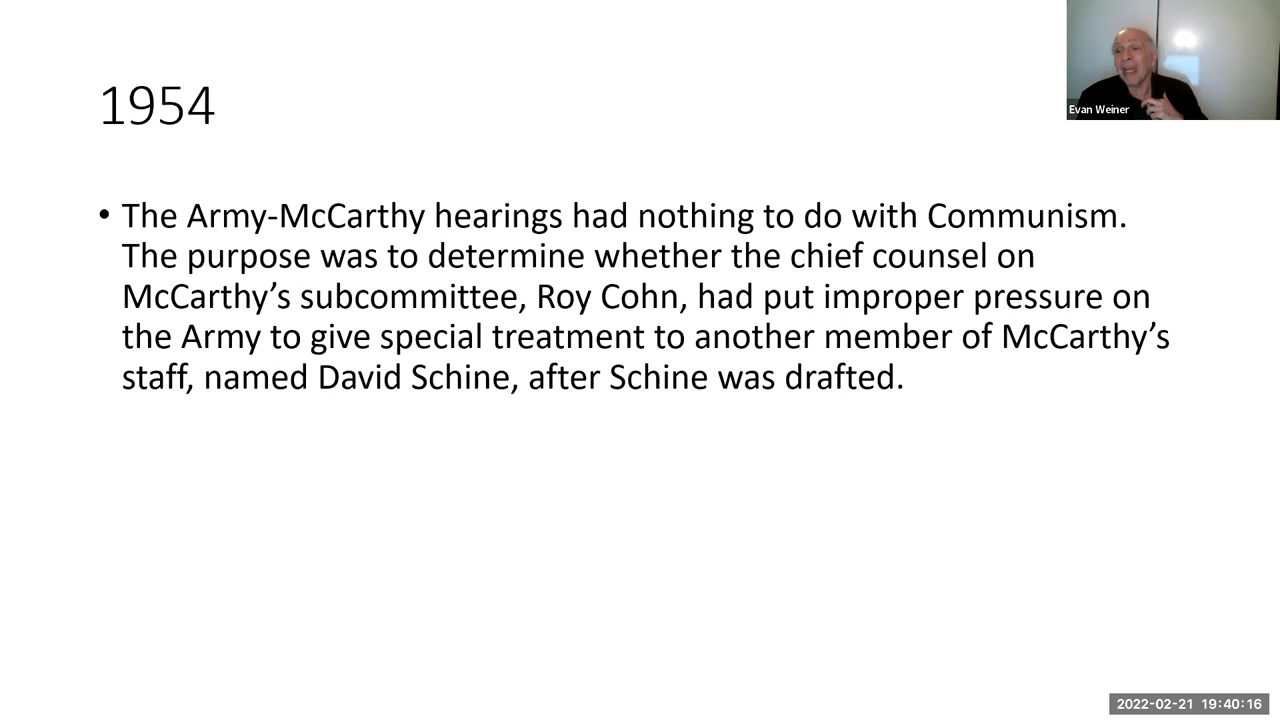 1954
• The Army-McCarthy hearings had nothing to do with Communism.
The purpose was to determine whether the chief counsel on
McCarthy’s subcommittee, Roy Cohn, had put improper pressure on
the Army to give special treatment to another member of McCarthy’s
staff, named David Schine, after Schine was drafted.
Evan Weiner
2022-02-21 19:40:16